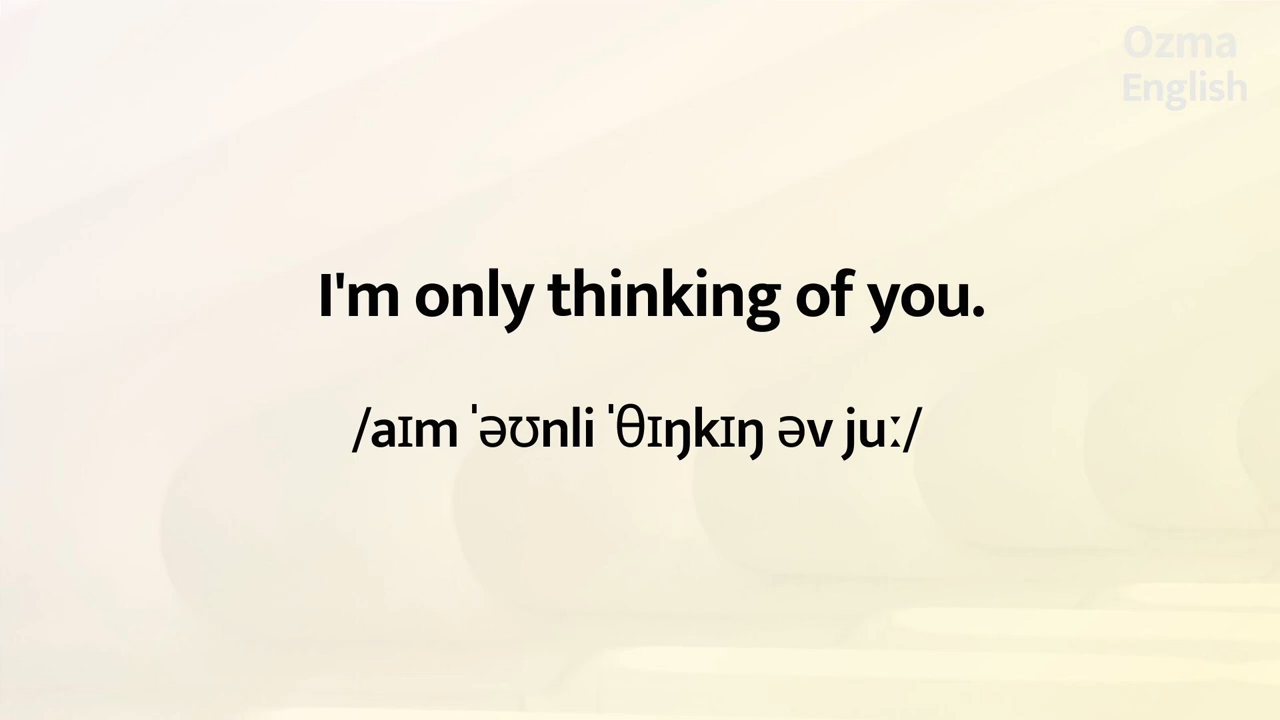 Ozma
English
I'm only thinking of you.
/aɪm ˈəʊnli ˈθɪŋkɪŋ əv juː/